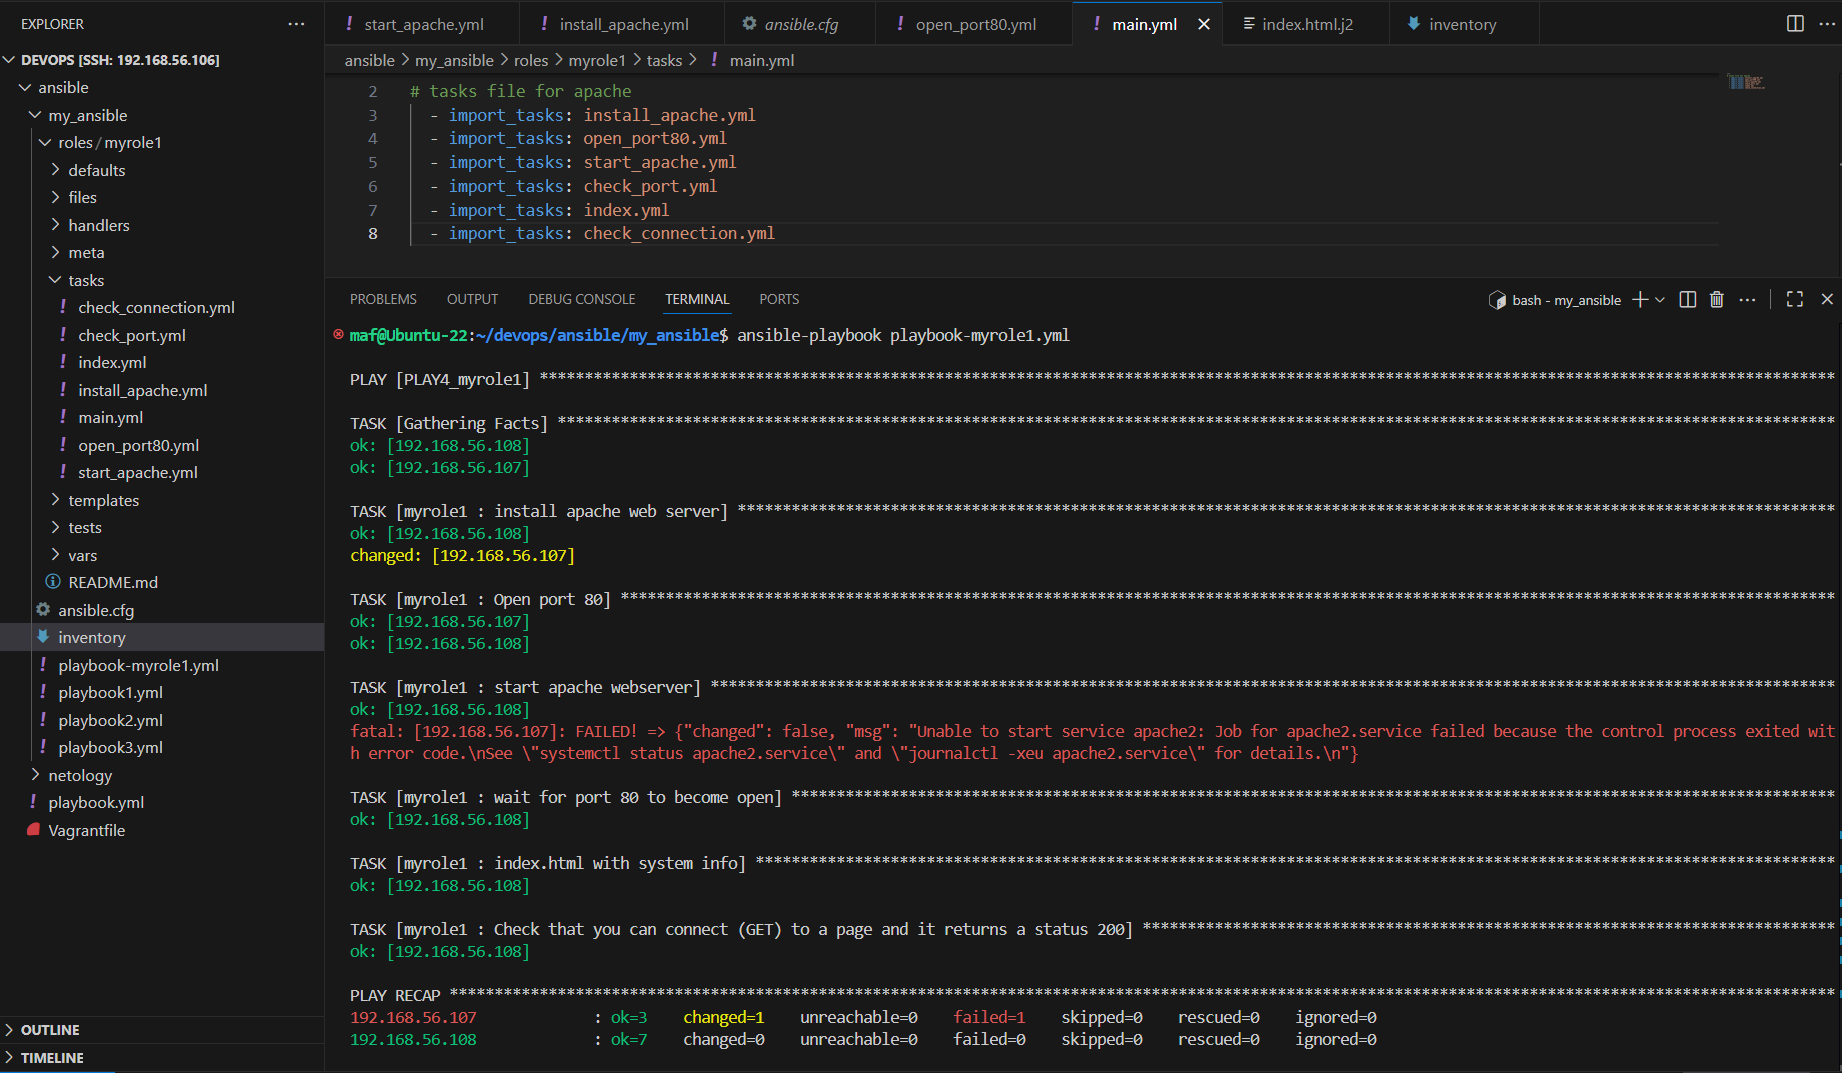 EXPLORER
DEVOPS [SSH: 192.168.56.106]
ansible
my_ansible
roles / myrole1
defaults
files
handlers
meta
tasks
check_connection.yml
check_port.yml
index.yml
install_apache.yml
main.yml
open_port80.yml
start_apache.yml
templates
tests
vars
README.md
ansible.cfg
inventory
playbook-myrole1.yml
playbook1.yml
playbook2.yml
playbook3.yml
netology
playbook.yml
Vagrantfile
OUTLINE
TIMELINE
! start_apache.yml ! install_apache.yml ansible.cfg ! open_port80.yml ! main.yml index.html.j2 inventory
ansible > my_ansible > roles > myrole1 > tasks > ! main.yml
2 # tasks file for apache
3 - import_tasks: install_apache.yml
4 - import_tasks: open_port80.yml
5 - import_tasks: start_apache.yml
6 - import_tasks: check_port.yml
7 - import_tasks: index.yml
8 - import_tasks: check_connection.yml
PROBLEMS OUTPUT DEBUG CONSOLE TERMINAL PORTS bash - my_ansible
maf@Ubuntu-22:~/devops/ansible/my_ansible$ ansible-playbook playbook-myrole1.yml
PLAY [PLAY4_myrole1] ************************************************
TASK [Gathering Facts] ************************************************
ok: [192.168.56.108]
ok: [192.168.56.107]
TASK [myrole1 : install apache web server] ************************************************
ok: [192.168.56.108]
changed: [192.168.56.107]
TASK [myrole1 : Open port 80] ************************************************
ok: [192.168.56.107]
ok: [192.168.56.108]
TASK [myrole1 : start apache webserver] ************************************************
ok: [192.168.56.108]
fatal: [192.168.56.107]: FAILED! => {"changed": false, "msg": "Unable to start service apache2: Job for apache2.service failed because the control process exited wit
h error code.\nSee \"systemctl status apache2.service\" and \"journalctl -xeu apache2.service\" for details.\n"}
TASK [myrole1 : wait for port 80 to become open] ************************************************
ok: [192.168.56.108]
TASK [myrole1 : index.html with system info] ************************************************
ok: [192.168.56.108]
TASK [myrole1 : Check that you can connect (GET) to a page and it returns a status 200] ************************************************
ok: [192.168.56.108]
PLAY RECAP ************************************************
192.168.56.107 : ok=3 changed=1 unreachable=0 failed=1 skipped=0 rescued=0 ignored=0
192.168.56.108 : ok=7 changed=0 unreachable=0 failed=0 skipped=0 rescued=0 ignored=0